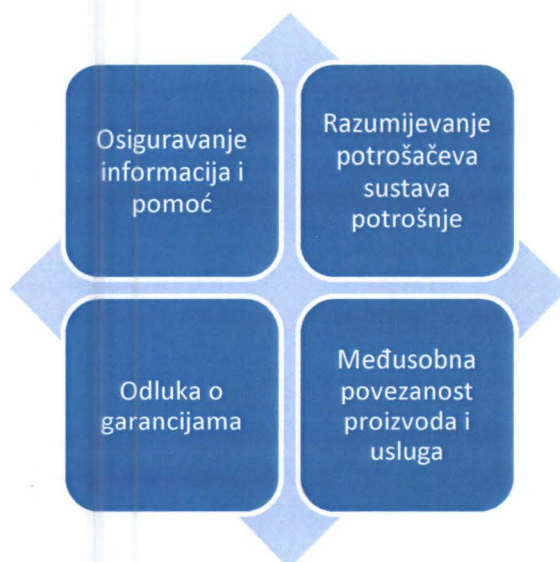 Osiguravanje
informacija i
pomoć
Razumijevanje
potrošačeva
sustava
potrošnje
Odluka o
garancijama
Međusobna
povezanost
proizvoda i
usluga